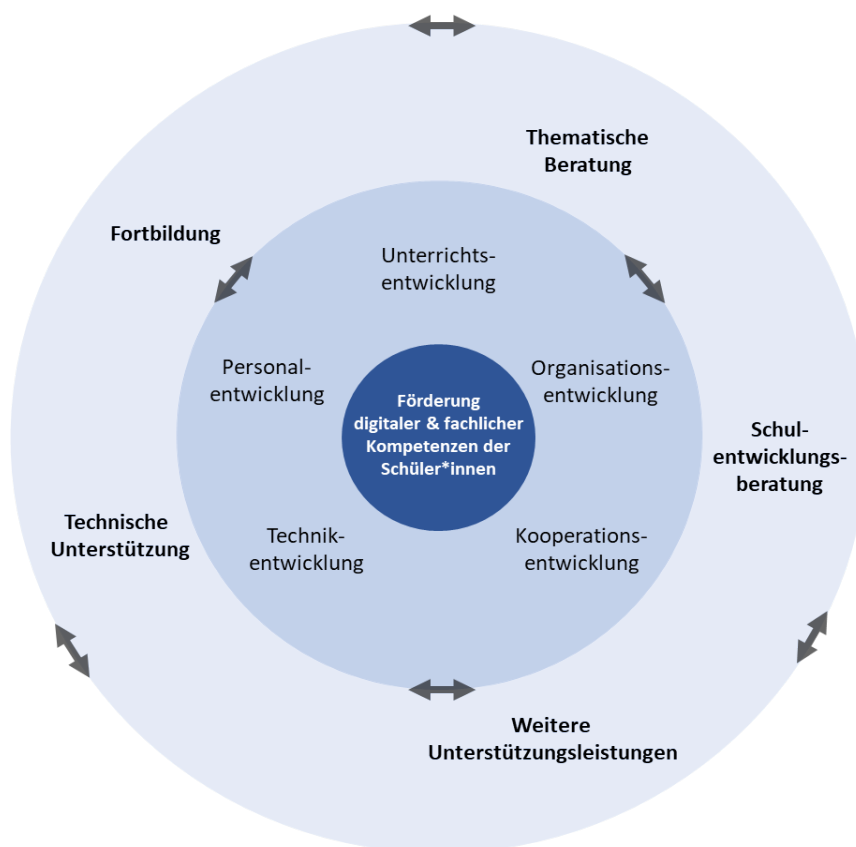 Thematische
Beratung
Fortbildung
Unterrichts-
entwicklung
Personal-
entwicklung
Organisations-
entwicklung
Förderung
digitaler & fachlicher
Kompetenzen der
Schüler*innen
Schul-
entwicklungs-
beratung
Technische
Unterstützung
Technik-
entwicklung
Kooperations-
entwicklung
Weitere
Unterstützungsleistungen